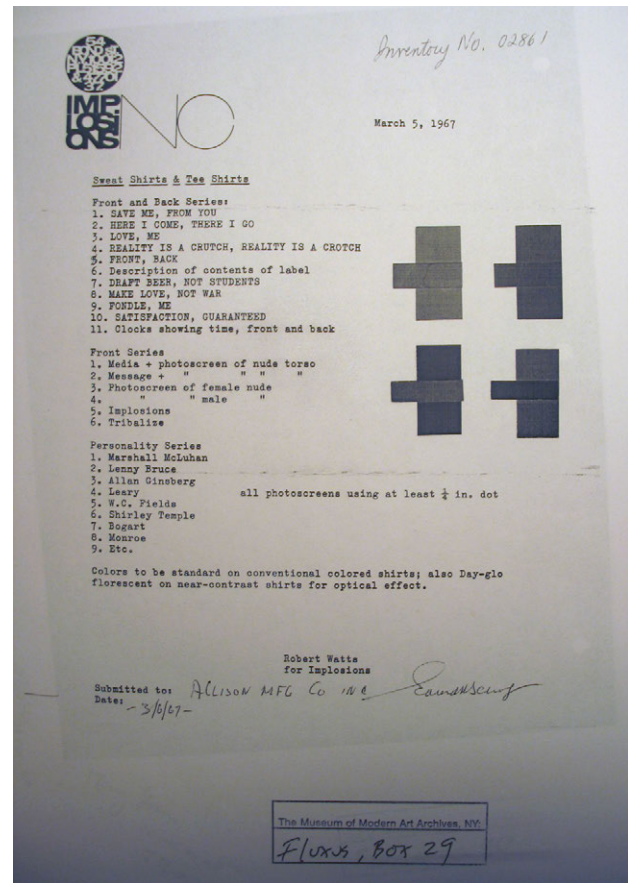 Inventory No. 02861
54
BOND ST
NY 10012
IMP
LOSI
ONS
INC
March 5, 1967
Sweat Shirts & Tee Shirts
Front and Back Series:
1. SAVE ME, FROM YOU
2. HERE I COME, THERE I GO
3. LOVE, ME
4. REALITY IS A CRUTCH, REALITY IS A CROTCH
5. FRONT, BACK
6. Description of contents of label
7. DRAFT BEER, NOT STUDENTS
8. MAKE LOVE, NOT WAR
9. FONDLE, ME
10. SATISFACTION, GUARANTEED
11. Clocks showing time, front and back
Front Series
1. Media + photoscreen of nude torso
2. Message + " " " "
3. Photoscreen of female nude
4. " " male "
5. Implosions
6. Tribalize
Personality Series
1. Marshall McLuhan
2. Lenny Bruce
3. Allan Ginsberg
4. Leary all photoscreens using at least ¼ in. dot
5. W.C. Fields
6. Shirley Temple
7. Bogart
8. Monroe
9. Etc.
Colors to be standard on conventional colored shirts; also Day-glo
florescent on near-contrast shirts for optical effect.
Robert Watts
for Implosions
Submitted to: ALLISON MFG Co INC
Date: -3/6/67-
The Museum of Modern Art Archives, NY:
Fluxus, Box 29